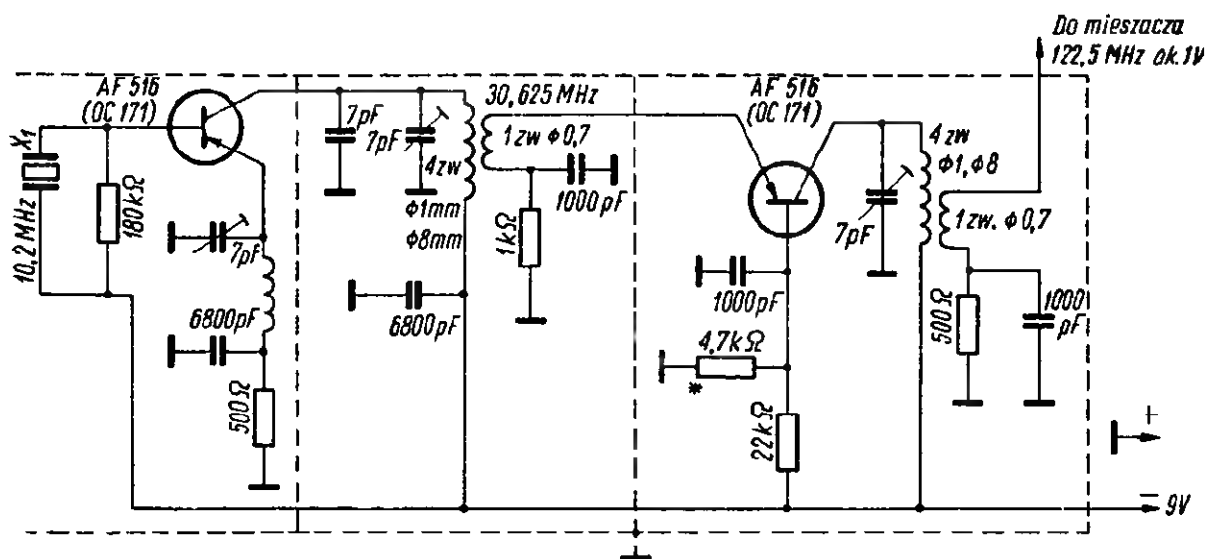 Do mieszacza
122,5 MHz ok. 1V
AF 516
(OC 171)
X1
10,2 MHz
180kΩ
7pF
6800pF
500Ω
7pF
7pF
4zw
ϕ1mm
ϕ8mm
6800pF
30,625 MHz
1zw ϕ0,7
1000pF
1kΩ
AF 516
(OC 171)
1000pF
4,7kΩ
*
22kΩ
7pF
4zw
ϕ1, ϕ8
1zw. ϕ0,7
500Ω
1000
pF
+
−
9V